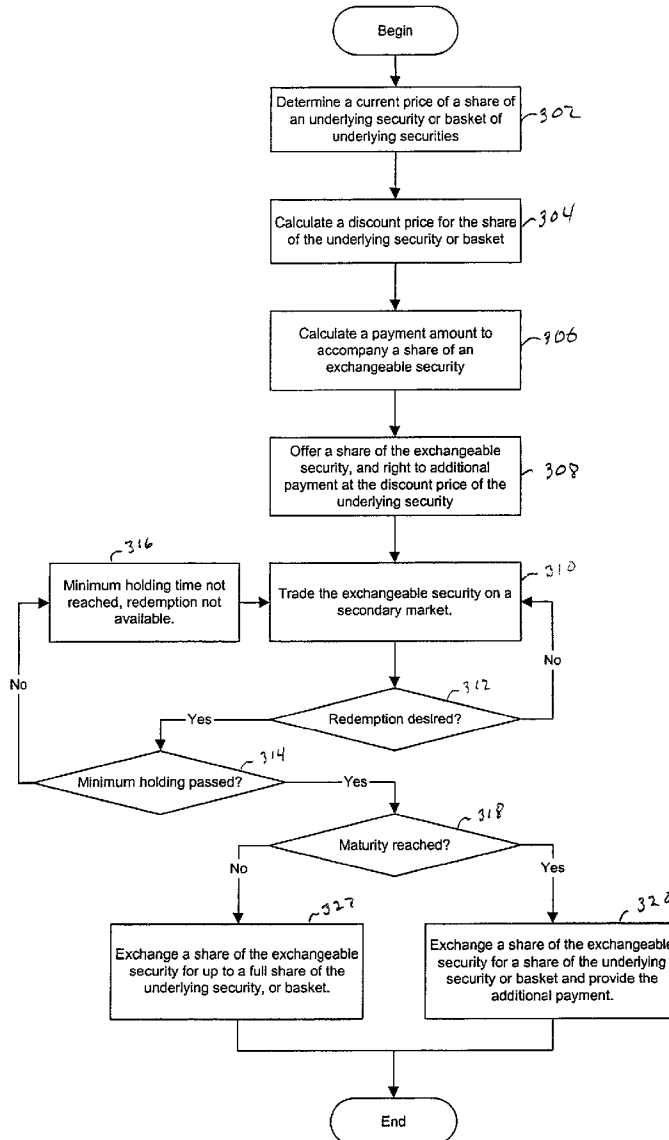 Begin
Determine a current price of a share of
an underlying security or basket of
underlying securities
302
Calculate a discount price for the share
of the underlying security or basket
304
Calculate a payment amount to
accompany a share of an
exchangeable security
306
Offer a share of the exchangeable
security, and right to additional
payment at the discount price of the
underlying security
308
316
Minimum holding time not
reached, redemption not
available.
Trade the exchangeable security on a
secondary market.
310
No
No
312
Redemption desired?
Yes
314
Minimum holding passed?
Yes
318
Maturity reached?
No
Yes
322
320
Exchange a share of the exchangeable
security for up to a full share of the
underlying security, or basket.
Exchange a share of the exchangeable
security for a share of the underlying
security or basket and provide the
additional payment.
End